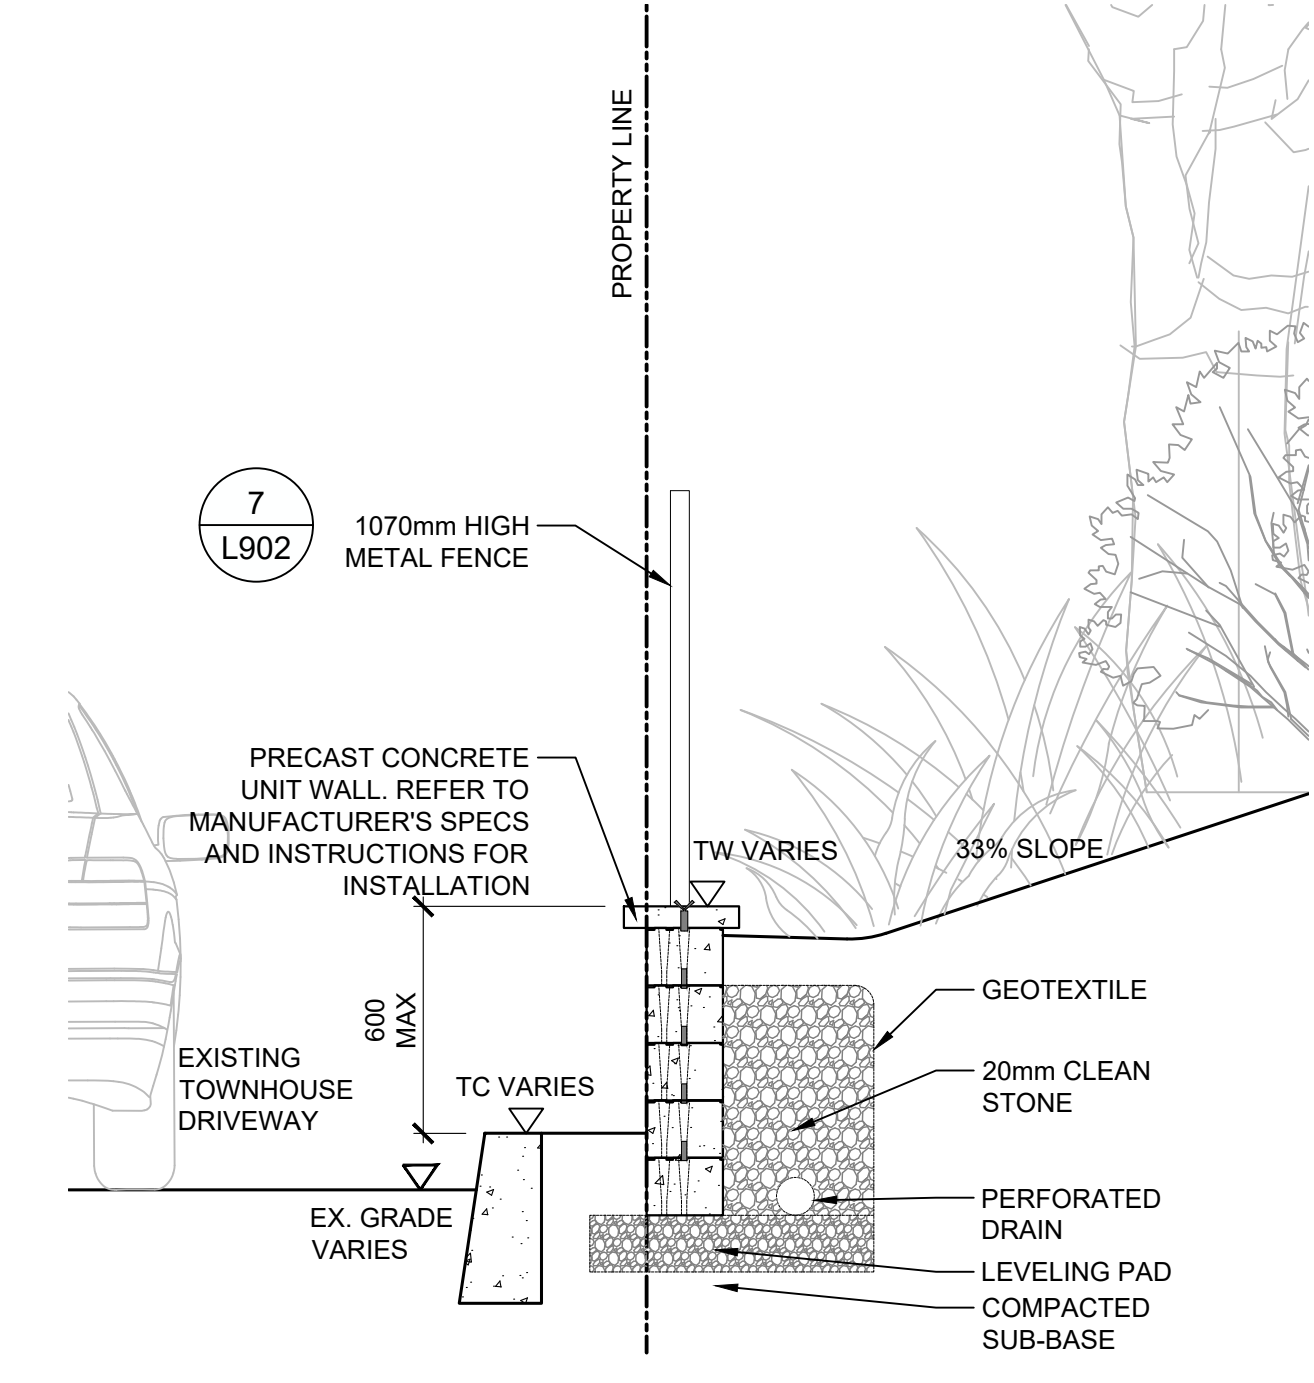 PROPERTY LINE
7
L902
1070mm HIGH
METAL FENCE
PRECAST CONCRETE
UNIT WALL. REFER TO
MANUFACTURER'S SPECS
AND INSTRUCTIONS FOR
INSTALLATION
TW VARIES
33% SLOPE
600
MAX
GEOTEXTILE
EXISTING
TOWNHOUSE
DRIVEWAY
TC VARIES
20mm CLEAN
STONE
EX. GRADE
VARIES
PERFORATED
DRAIN
LEVELING PAD
COMPACTED
SUB-BASE